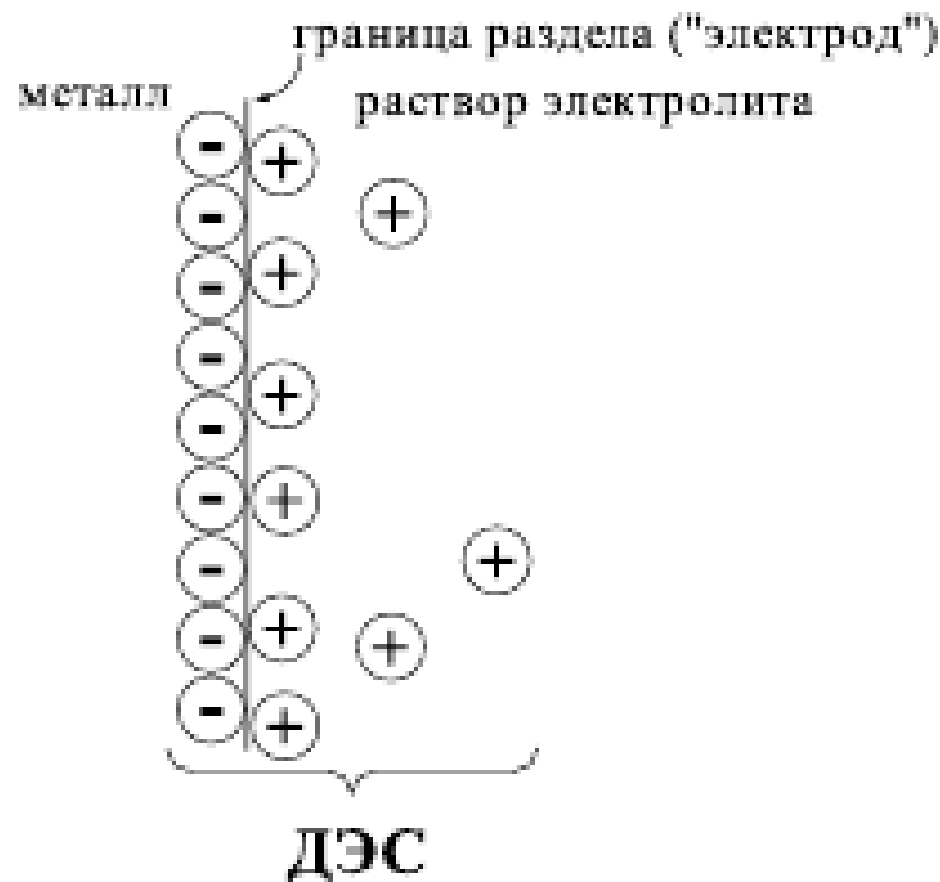 граница раздела ("электрод")
металл
раствор электролита
- + + - + - + - - + - + - + - + + - + - +
ДЭС